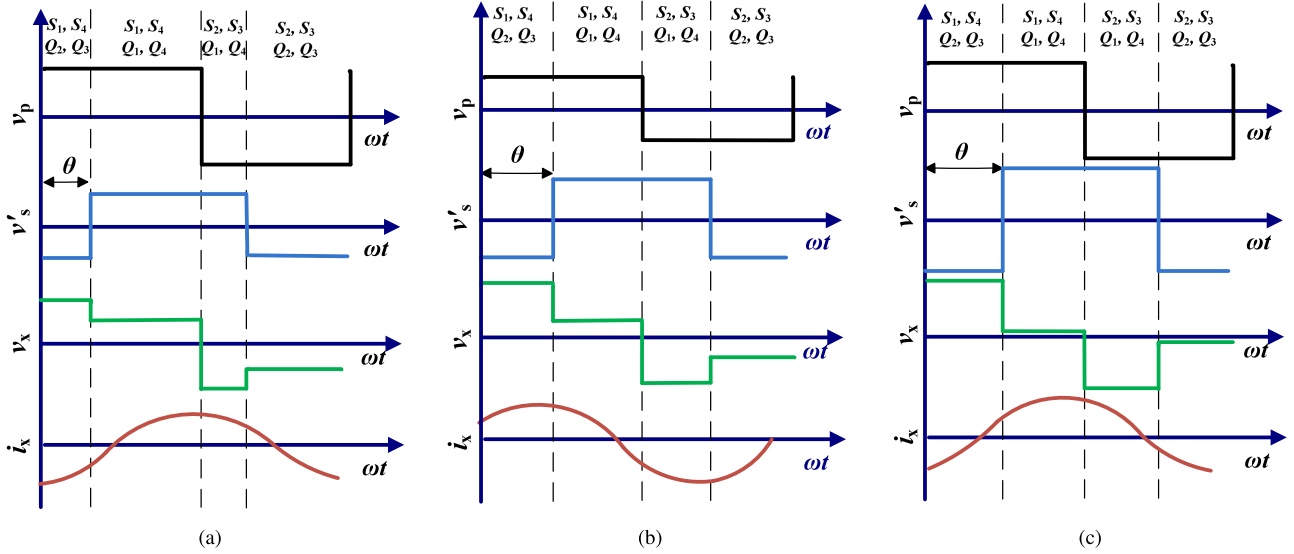 S₁, S₄ S₁, S₄ S₂, S₃ S₂, S₃
Q₂, Q₃ Q₁, Q₄ Q₁, Q₄ Q₂, Q₃
vₚ
ωt
θ
v'ₛ
ωt
vₓ
ωt
iₓ
ωt
(a)
S₁, S₄ S₁, S₄ S₂, S₃ S₂, S₃
Q₂, Q₃ Q₁, Q₄ Q₁, Q₄ Q₂, Q₃
vₚ
ωt
θ
v'ₛ
ωt
vₓ
ωt
iₓ
ωt
(b)
S₁, S₄ S₁, S₄ S₂, S₃ S₂, S₃
Q₂, Q₃ Q₁, Q₄ Q₁, Q₄ Q₂, Q₃
vₚ
ωt
θ
v'ₛ
ωt
vₓ
ωt
iₓ
ωt
(c)